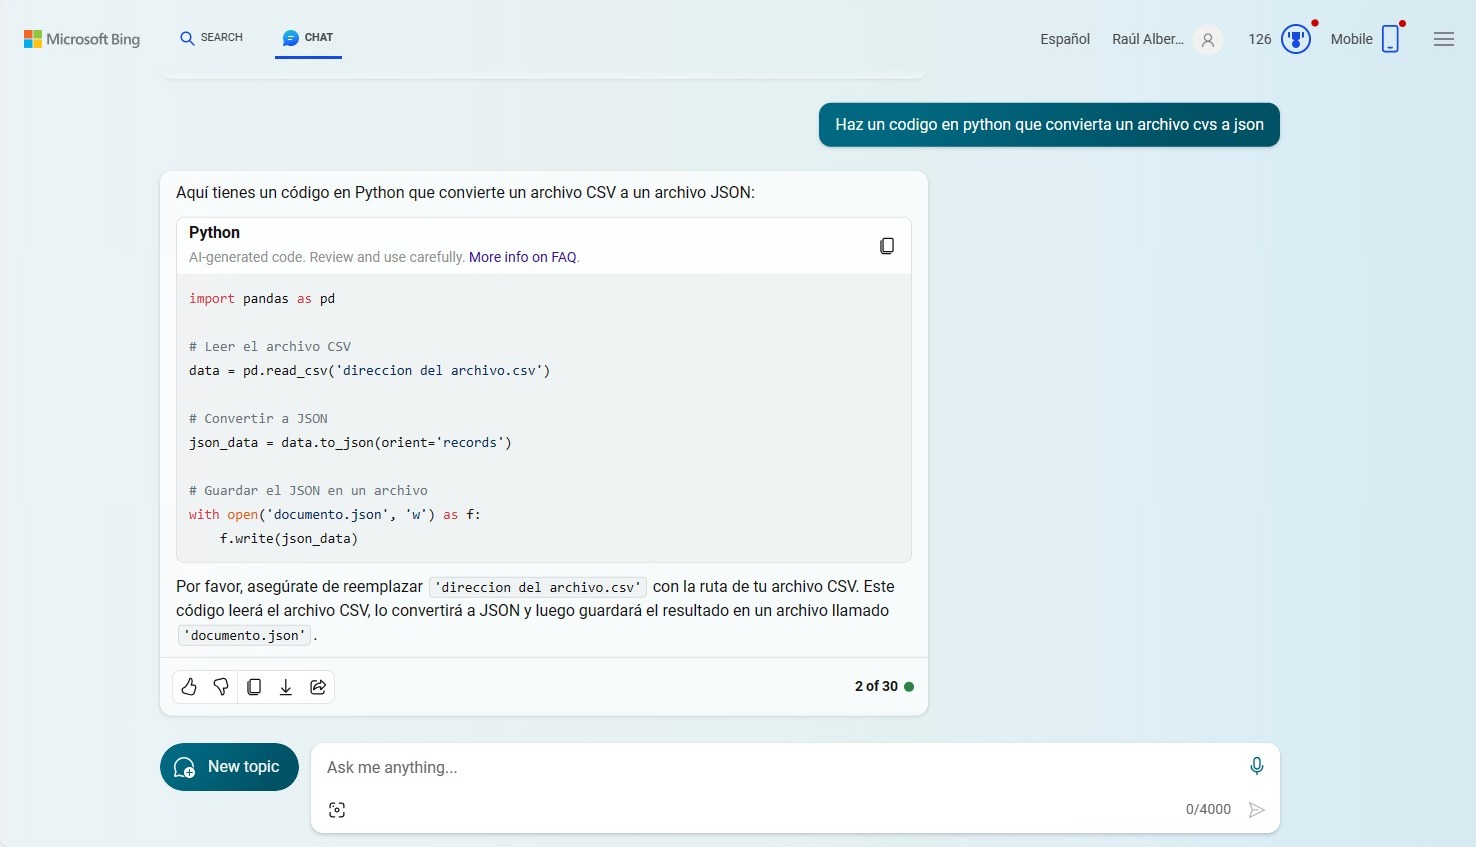 Microsoft Bing
SEARCH
CHAT
Español
Raúl Alber...
126
Mobile
Haz un codigo en python que convierta un archivo cvs a json
Aquí tienes un código en Python que convierte un archivo CSV a un archivo JSON:
Python
AI-generated code. Review and use carefully. More info on FAQ.
import pandas as pd
# Leer el archivo CSV
data = pd.read_csv('direccion del archivo.csv')
# Convertir a JSON
json_data = data.to_json(orient='records')
# Guardar el JSON en un archivo
with open('documento.json', 'w') as f:
    f.write(json_data)
Por favor, asegúrate de reemplazar 'direccion del archivo.csv' con la ruta de tu archivo CSV. Este
código leerá el archivo CSV, lo convertirá a JSON y luego guardará el resultado en un archivo llamado
'documento.json' .
2 of 30
New topic
Ask me anything...
0/4000